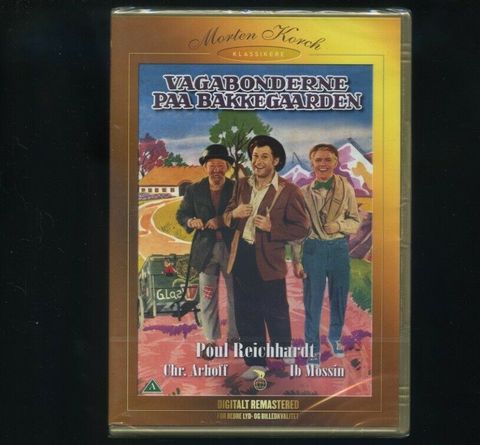 Morten Korch
KLASSIKERE
VAGABONDERNE
PAA BAKKEGAARDEN
GLAS
Poul Reichhardt
Chr. Arhoff Ib Mossin
A
DIGITALT REMASTERED
FOR BEDRE LYD- OG BILLEDKVALITET